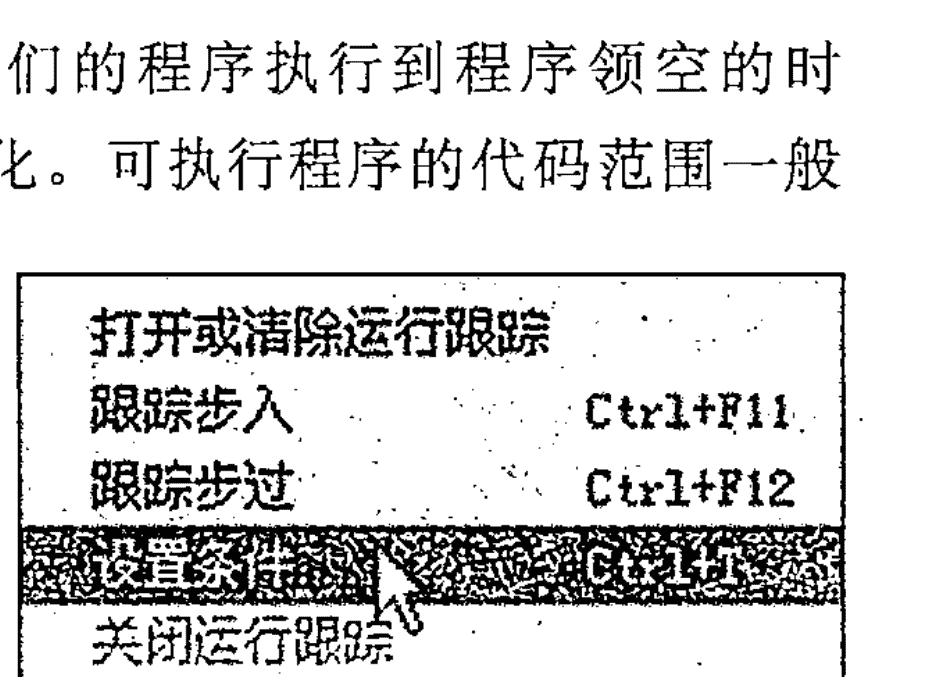 们的程序执行到程序领空的时
化。可执行程序的代码范围一般
打开或清除运行跟踪
跟踪步入 Ctrl+F11
跟踪步过 Ctrl+F12
设置条件 Ctrl+T
关闭运行跟踪